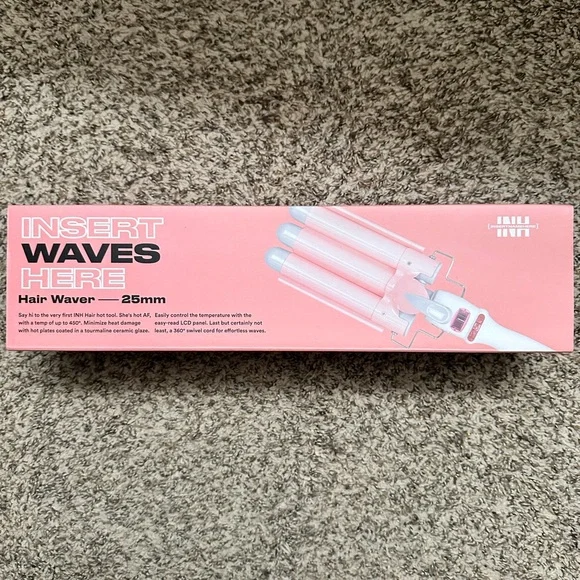 INSERT
WAVES
HERE
Hair Waver — 25mm
Say hi to the very first INH Hair hot tool. She's hot AF,
with a temp of up to 430°. Minimize heat damage
with hot plates coated in a tourmaline ceramic glaze.
Easily control the temperature with the
easy-read LCD panel. Last but certainly not
least, a 360° swivel cord for effortless waves.
INH